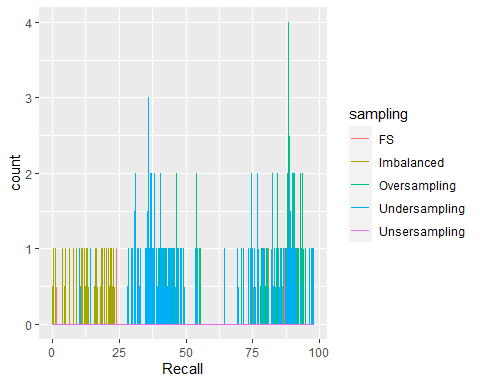 4
3
2
1
0
count
0
25
50
75
100
Recall
sampling
FS
Imbalanced
Oversampling
Undersampling
Unsersampling